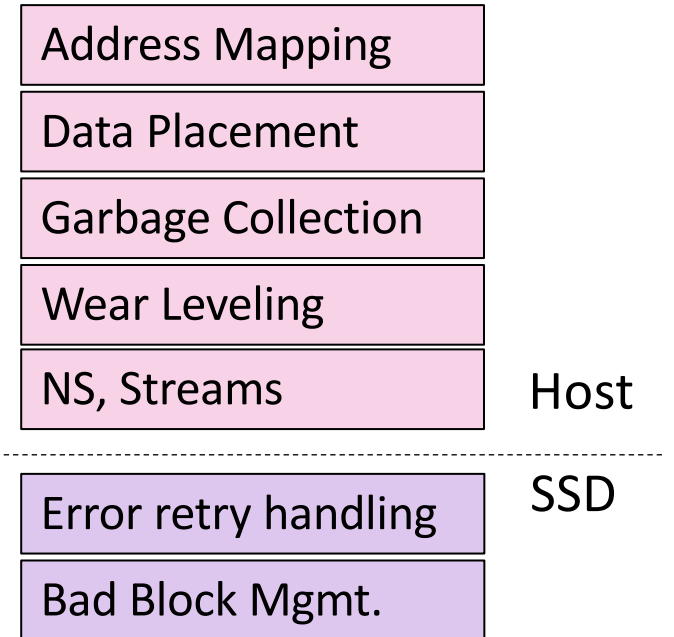 Address Mapping
Data Placement
Garbage Collection
Wear Leveling
NS, Streams
Host
SSD
Error retry handling
Bad Block Mgmt.